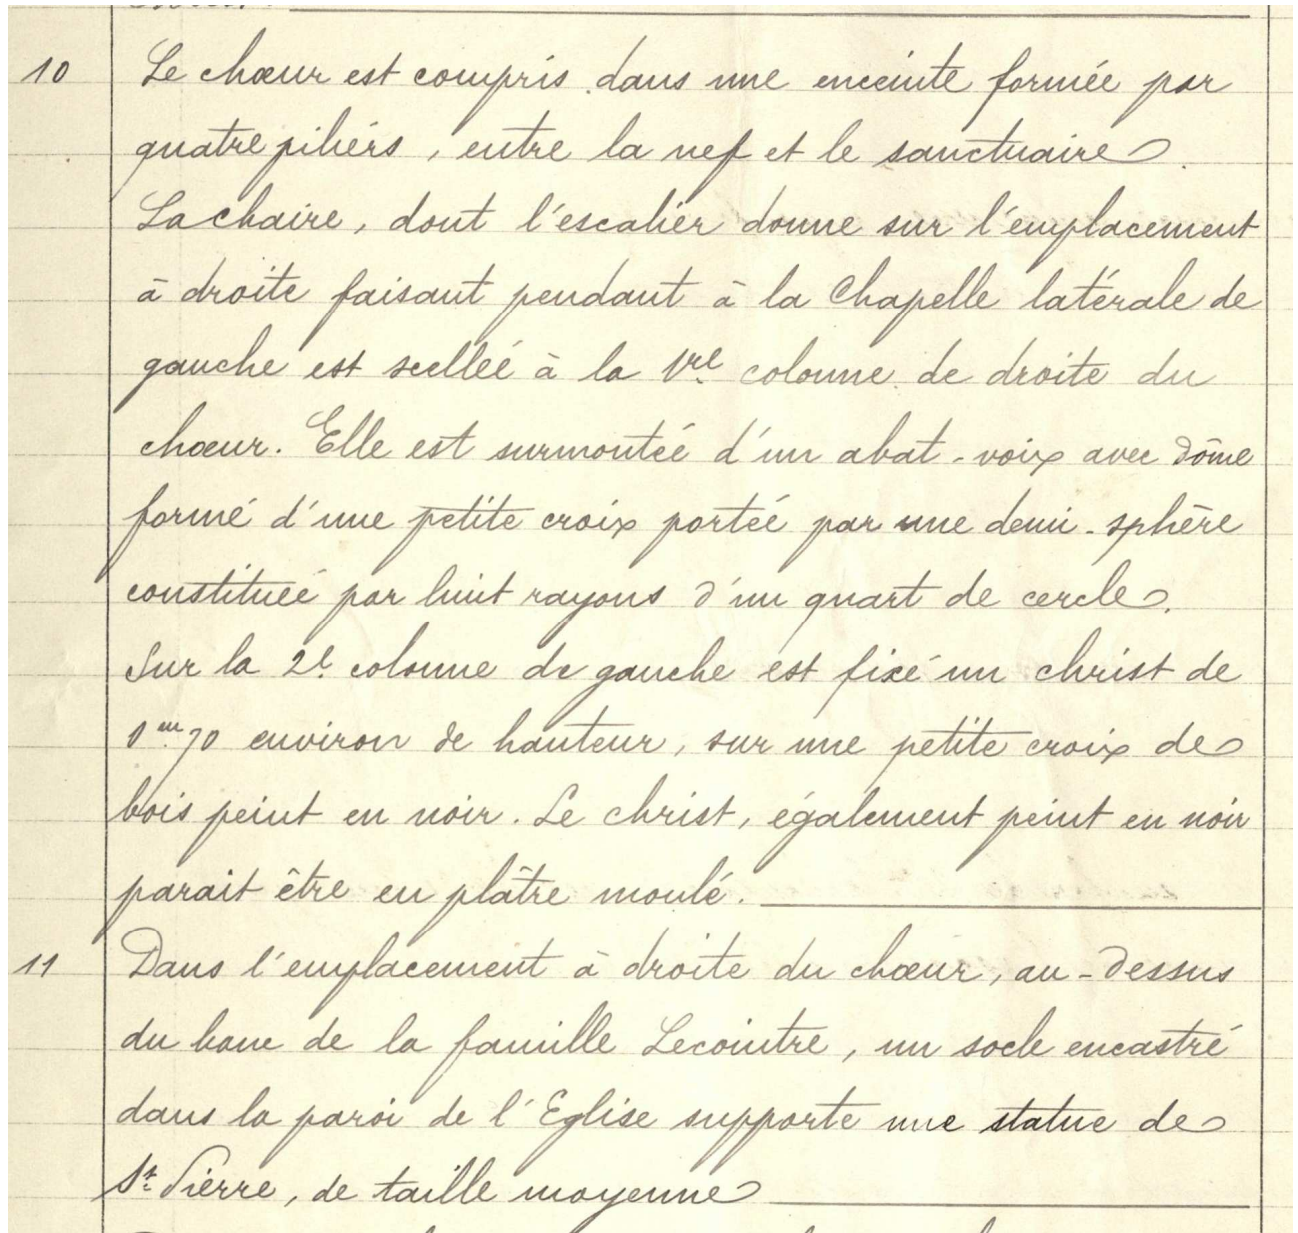 10 Le chœur est compris dans une enceinte formée par
quatre piliers, entre la nef et le sanctuaire.
La chaire, dont l'escalier donne sur l'emplacement
à droite faisant pendant à la Chapelle latérale de
gauche est scellée à la 1re colonne de droite du
chœur. Elle est surmontée d'un abat-voix avec dôme
formé d'une petite croix portée par une demi-sphère
constituée par huit rayons d'un quart de cercle.
Sur la 2e colonne de gauche est fixé un christ de
0m70 environ de hauteur, sur une petite croix de
bois peint en noir. Le christ, également peint en noir
parait être en plâtre moulé.
11 Dans l'emplacement à droite du chœur, au-dessus
du banc de la famille Lecointre, un socle encastré
dans la paroi de l'Eglise supporte une statue de
St. Pierre, de taille moyenne